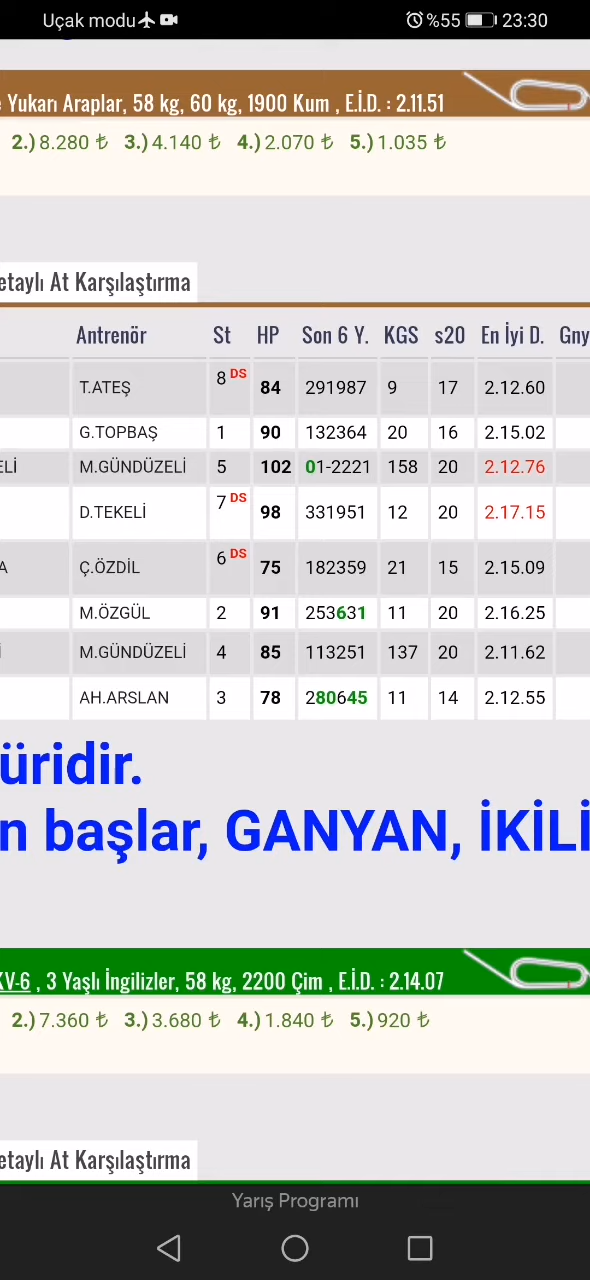 Uçak modu %55 23:30
Yukarı Araplar, 58 kg, 60 kg, 1900 Kum , E.İ.D. : 2.11.51
2.) 8.280 ₺ 3.) 4.140 ₺ 4.) 2.070 ₺ 5.) 1.035 ₺
etaylı At Karşılaştırma
Antrenör St HP Son 6 Y. KGS s20 En İyi D. Gny
T.ATEŞ 8 DS 84 291987 9 17 2.12.60
G.TOPBAŞ 1 90 132364 20 16 2.15.02
ELİ M.GÜNDÜZELİ 5 102 01-2221 158 20 2.12.76
D.TEKELİ 7 DS 98 331951 12 20 2.17.15
A Ç.ÖZDİL 6 DS 75 182359 21 15 2.15.09
M.ÖZGÜL 2 91 253631 11 20 2.16.25
İ M.GÜNDÜZELİ 4 85 113251 137 20 2.11.62
AH.ARSLAN 3 78 280645 11 14 2.12.55
üridir.
n başlar, GANYAN, İKİLİ
KV-6 , 3 Yaşlı İngilizler, 58 kg, 2200 Çim , E.İ.D. : 2.14.07
2.) 7.360 ₺ 3.) 3.680 ₺ 4.) 1.840 ₺ 5.) 920 ₺
etaylı At Karşılaştırma
Yarış Programı